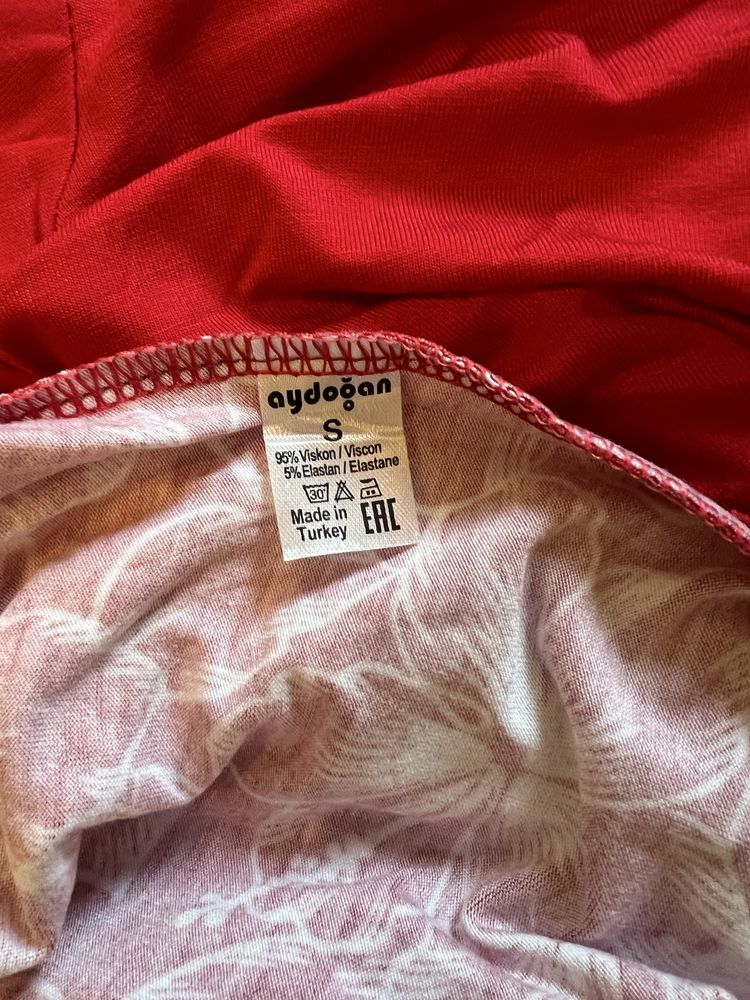 aydoğan
S
95% Viskon / Viscon
5% Elastan / Elastane
30
Made in
Turkey
EAC